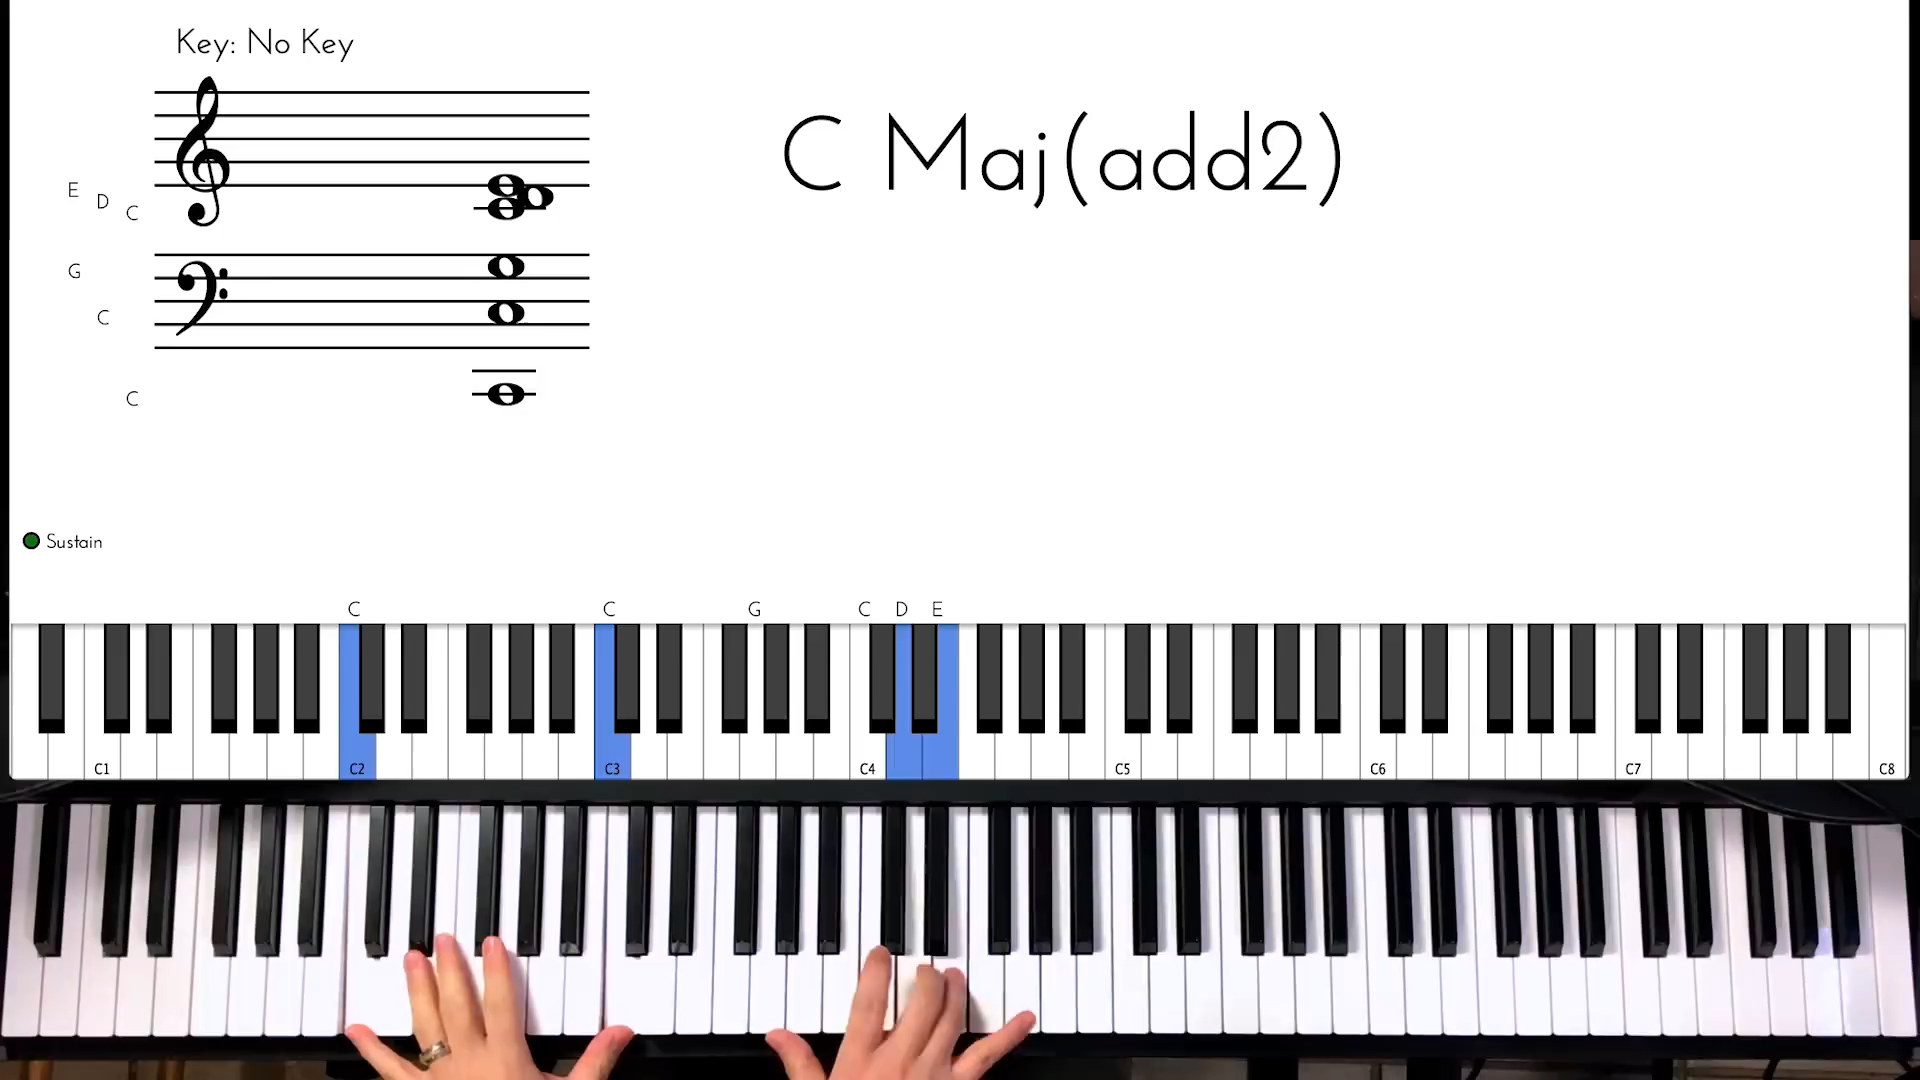 Key: No Key
C Maj(add2)
E
D
C
G
C
C
Sustain
C C G C D E
C1 C2 C3 C4 C5 C6 C7 C8